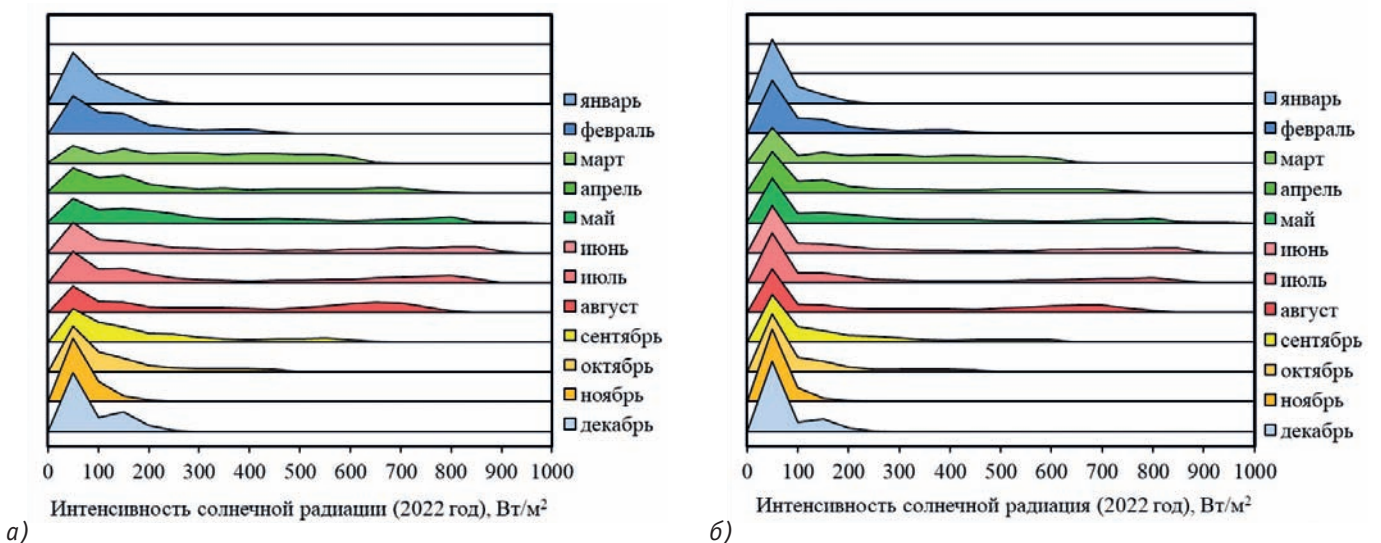 январь
февраль
март
апрель
май
июнь
июль
август
сентябрь
октябрь
ноябрь
декабрь
0 100 200 300 400 500 600 700 800 900 1000
Интенсивность солнечной радиации (2022 год), Вт/м²
а)
январь
февраль
март
апрель
май
июнь
июль
август
сентябрь
октябрь
ноябрь
декабрь
0 100 200 300 400 500 600 700 800 900 1000
Интенсивность солнечной радиация (2022 год), Вт/м²
б)